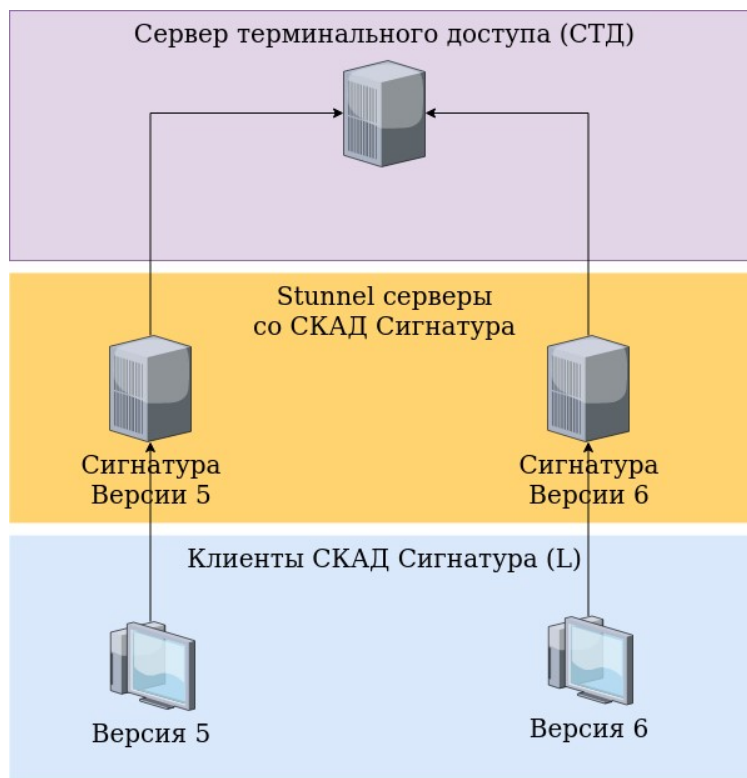 Сервер терминального доступа (СТД)
Stunnel серверы
со СКАД Сигнатура
Сигнатура
Версии 5
Сигнатура
Версии 6
Клиенты СКАД Сигнатура (L)
Версия 5
Версия 6